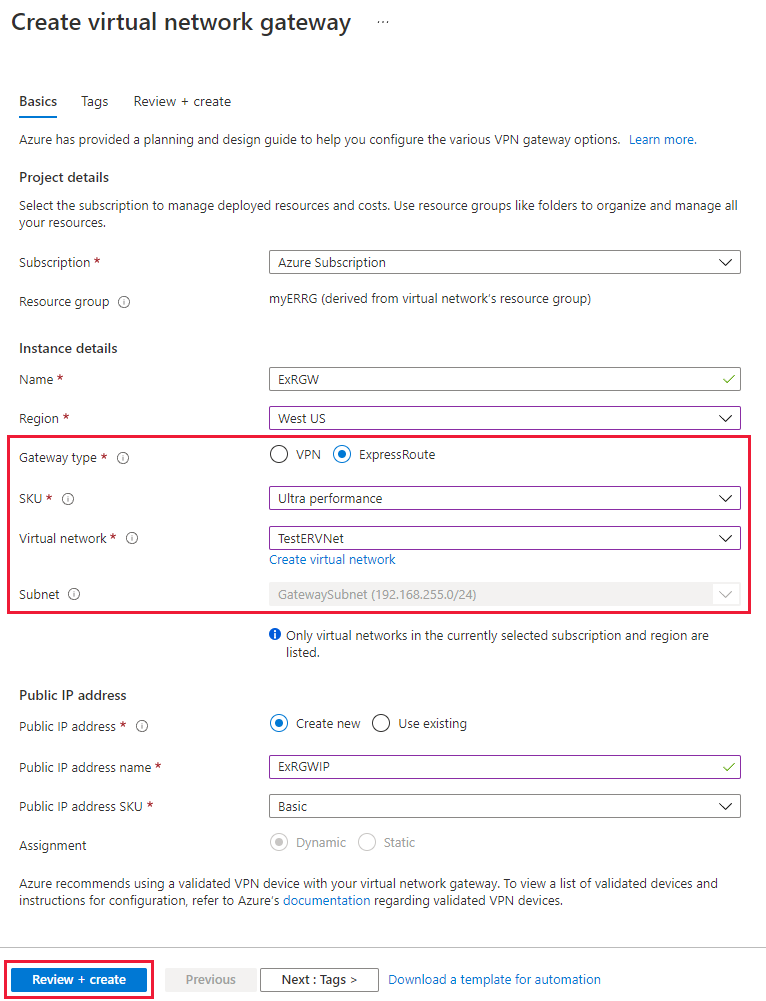 Create virtual network gateway ...
Basics Tags Review + create
Azure has provided a planning and design guide to help you configure the various VPN gateway options. Learn more.
Project details
Select the subscription to manage deployed resources and costs. Use resource groups like folders to organize and manage all
your resources.
Subscription * Azure Subscription
Resource group myERRG (derived from virtual network's resource group)
Instance details
Name * ExRGW
Region * West US
Gateway type * VPN ExpressRoute
SKU * Ultra performance
Virtual network * TestERVNet
Create virtual network
Subnet GatewaySubnet (192.168.255.0/24)
Only virtual networks in the currently selected subscription and region are
listed.
Public IP address
Public IP address * Create new Use existing
Public IP address name * ExRGWIP
Public IP address SKU * Basic
Assignment Dynamic Static
Azure recommends using a validated VPN device with your virtual network gateway. To view a list of validated devices and
instructions for configuration, refer to Azure's documentation regarding validated VPN devices.
Review + create Previous Next : Tags > Download a template for automation